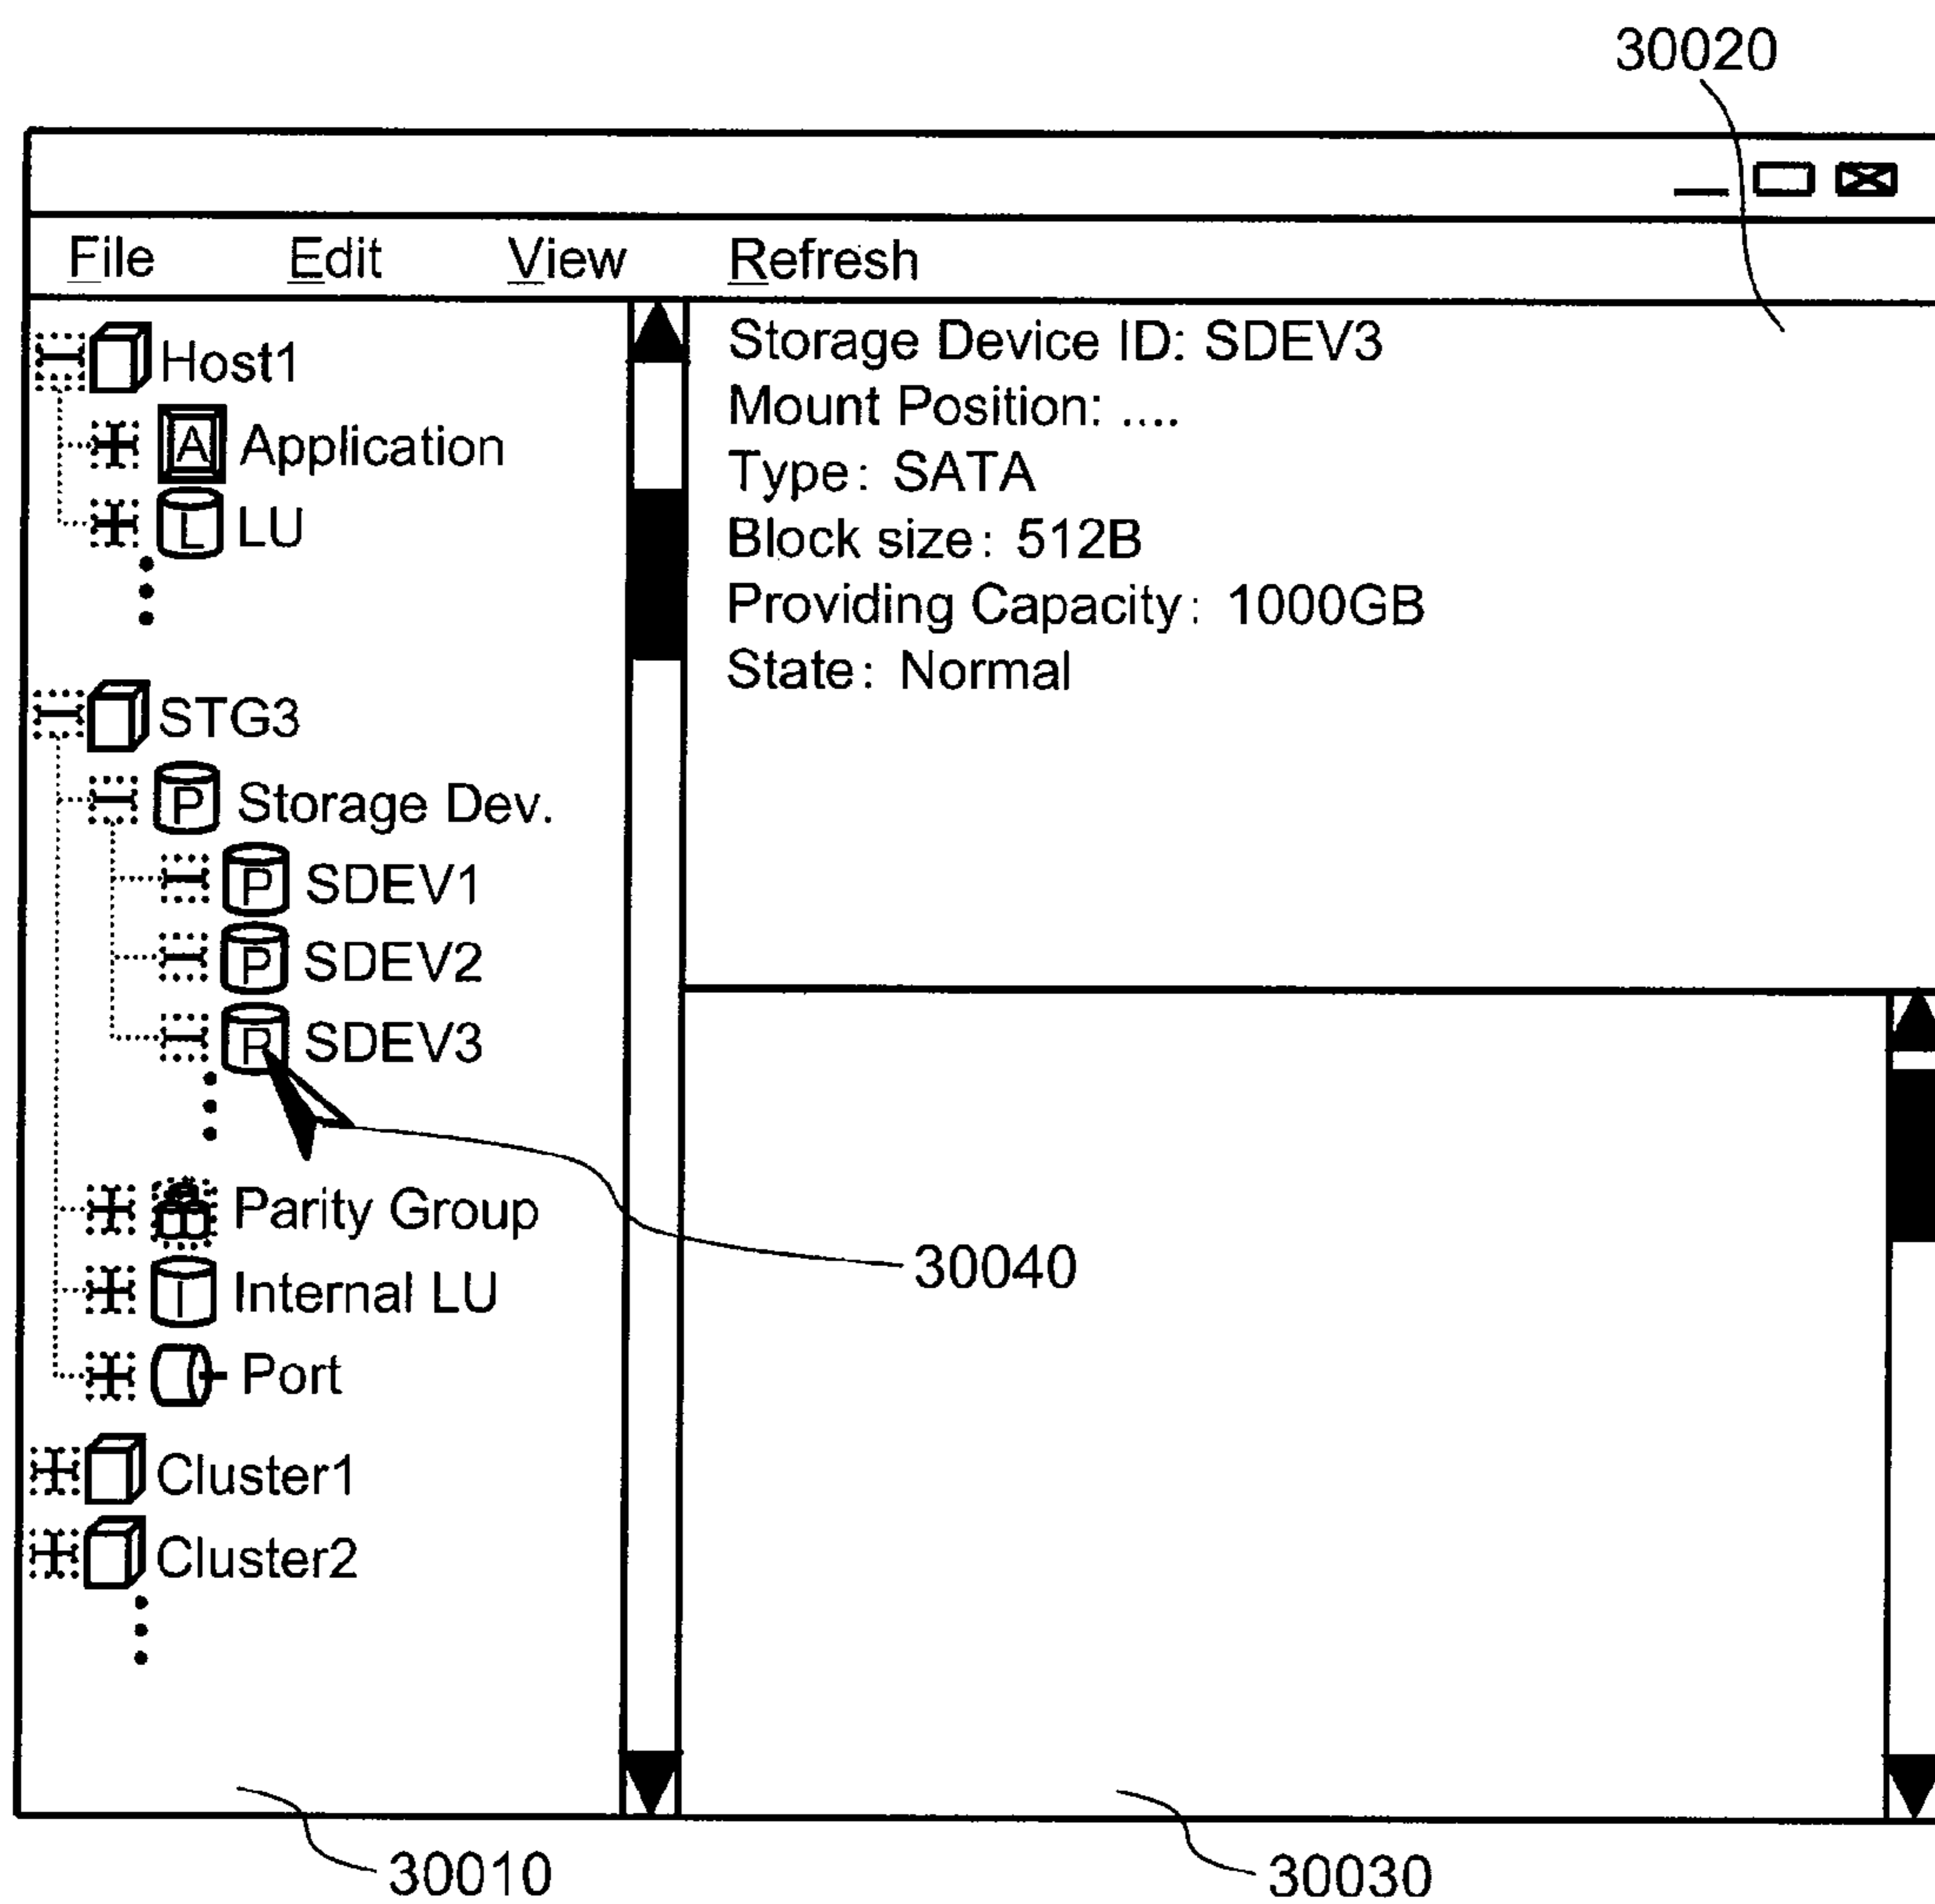 30020
File Edit View Refresh
Host1
A Application
L LU
STG3
P Storage Dev.
P SDEV1
P SDEV2
P SDEV3
Parity Group
I Internal LU
Port
Cluster1
Cluster2
Storage Device ID: SDEV3
Mount Position: ....
Type: SATA
Block size: 512B
Providing Capacity: 1000GB
State: Normal
30040
30010
30030